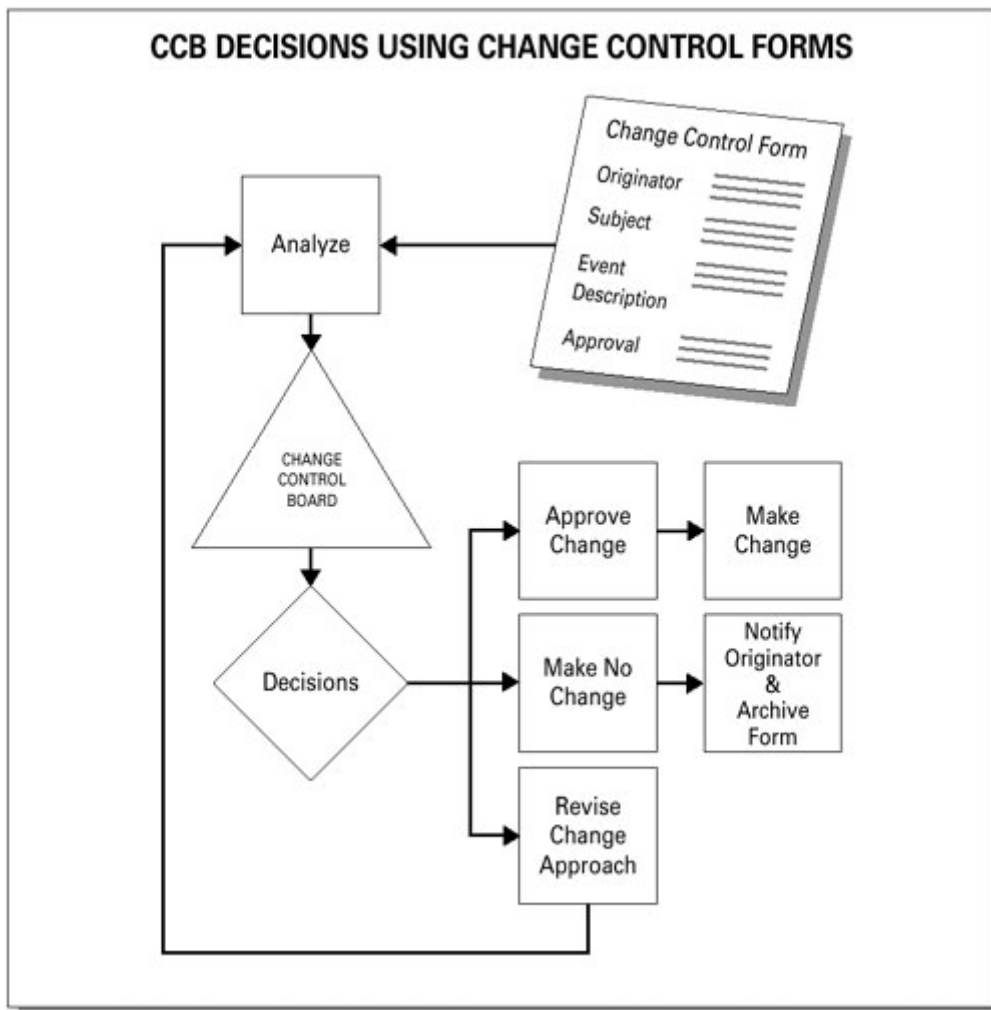 CCB DECISIONS USING CHANGE CONTROL FORMS
Change Control Form
Originator
Subject
Event
Description
Approval
Analyze
CHANGE
CONTROL
BOARD
Decisions
Approve
Change
Make
Change
Make No
Change
Notify
Originator
&
Archive
Form
Revise
Change
Approach